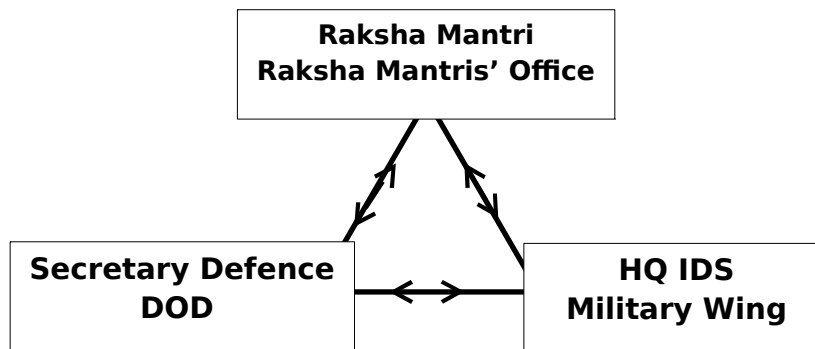 Raksha Mantri
Raksha Mantris’ Office
Secretary Defence
DOD
HQ IDS
Military Wing